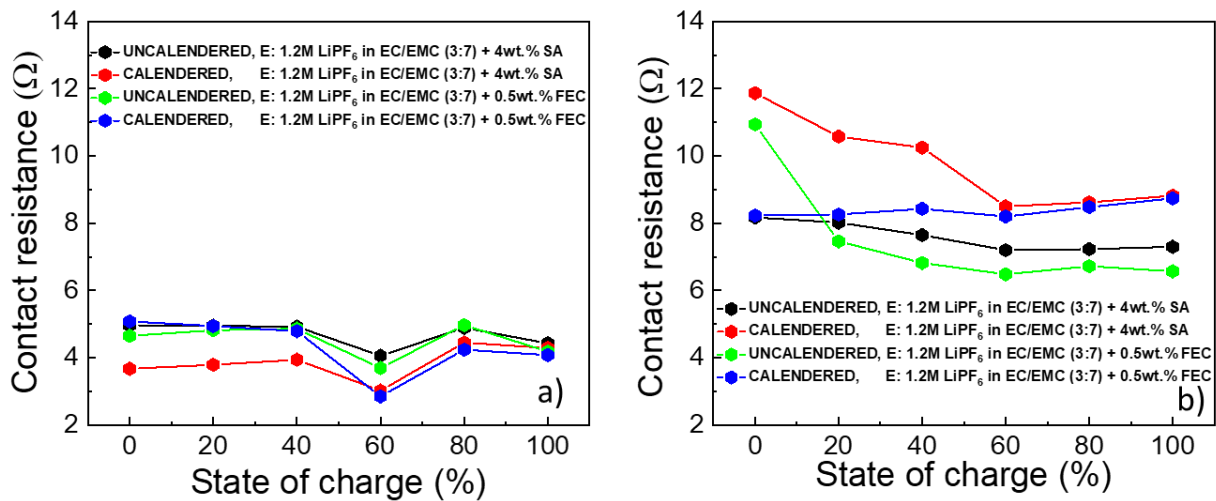 14
12
10
8
6
4
2
Contact resistance (Ω)
UNCALENDERED, E: 1.2M LiPF6 in EC/EMC (3:7) + 4wt.% SA
CALENDERED, E: 1.2M LiPF6 in EC/EMC (3:7) + 4wt.% SA
UNCALENDERED, E: 1.2M LiPF6 in EC/EMC (3:7) + 0.5wt.% FEC
CALENDERED, E: 1.2M LiPF6 in EC/EMC (3:7) + 0.5wt.% FEC
a)
0 20 40 60 80 100
State of charge (%)
14
12
10
8
6
4
2
Contact resistance (Ω)
UNCALENDERED, E: 1.2M LiPF6 in EC/EMC (3:7) + 4wt.% SA
CALENDERED, E: 1.2M LiPF6 in EC/EMC (3:7) + 4wt.% SA
UNCALENDERED, E: 1.2M LiPF6 in EC/EMC (3:7) + 0.5wt.% FEC
CALENDERED, E: 1.2M LiPF6 in EC/EMC (3:7) + 0.5wt.% FEC
b)
0 20 40 60 80 100
State of charge (%)